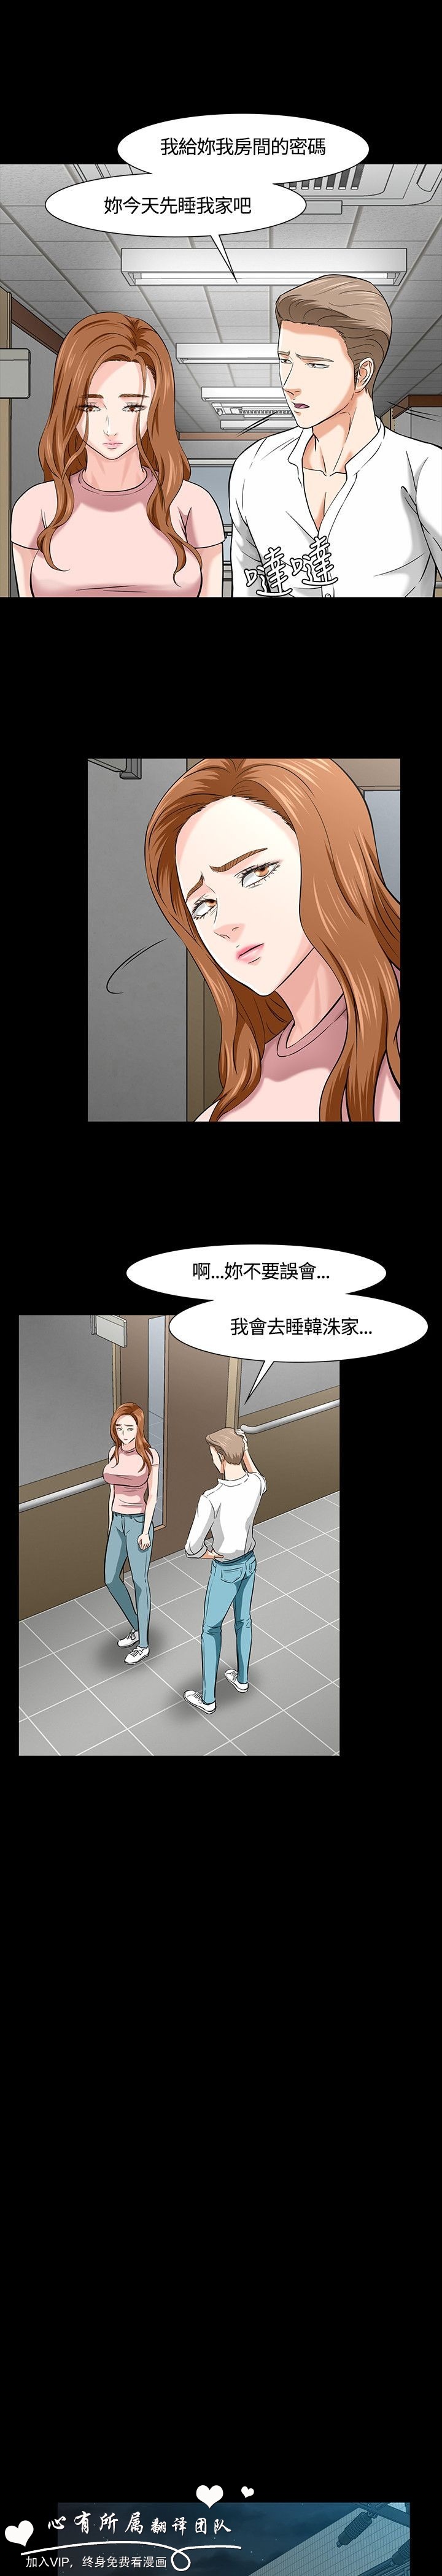 我給妳我房間的密碼
妳今天先睡我家吧
噠噠
啊...妳不要誤會...
我會去睡韓洙家...
心有所属翻译团队
加入VIP，终身免费看漫画